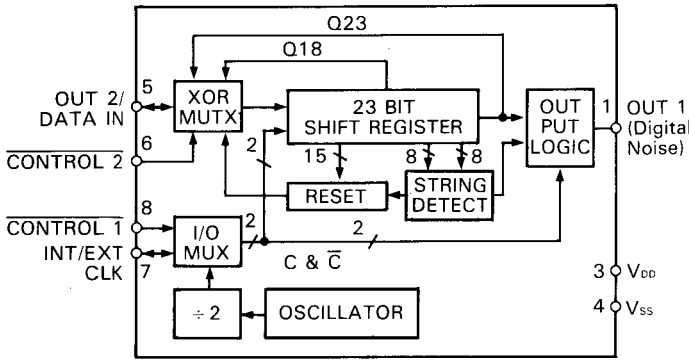 Q23
Q18
5
OUT 2/
DATA IN
6
CONTROL 2
XOR
MUTX
23 BIT
SHIFT REGISTER
OUT
PUT
LOGIC
1
OUT 1
(Digital
Noise)
2
15
8
8
RESET
STRING
DETECT
CONTROL 1
8
INT/EXT
CLK
7
I/O
MUX
2
2
C & C̅
÷ 2
OSCILLATOR
3 VDD
4 VSS